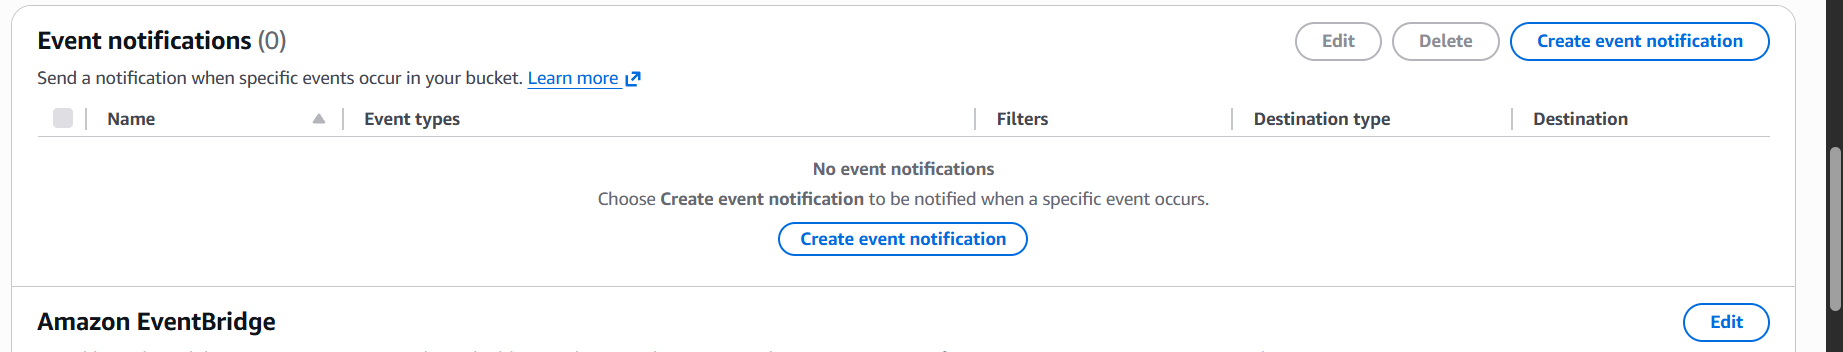 Event notifications (0)
Edit
Delete
Create event notification
Send a notification when specific events occur in your bucket. Learn more
Name
Event types
Filters
Destination type
Destination
No event notifications
Choose Create event notification to be notified when a specific event occurs.
Create event notification
Amazon EventBridge
Edit